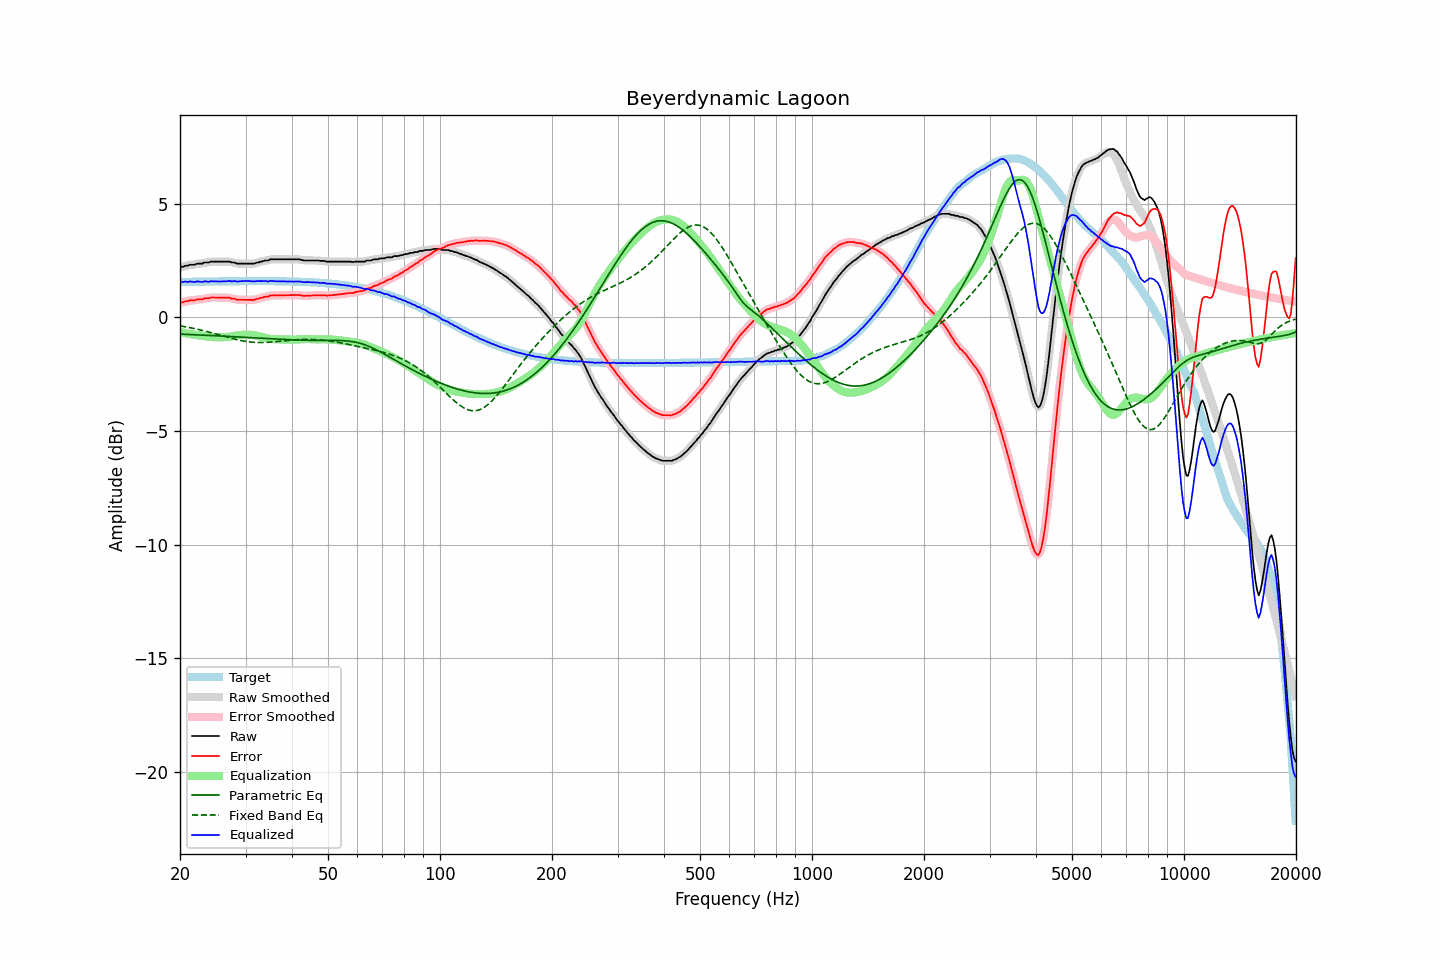 Beyerdynamic Lagoon
5
0
−5
−10
−15
−20
Amplitude (dBr)
Target
Raw Smoothed
Error Smoothed
Raw
Error
Equalization
Parametric Eq
Fixed Band Eq
Equalized
20 50 100 200 500 1000 2000 5000 10000 20000
Frequency (Hz)